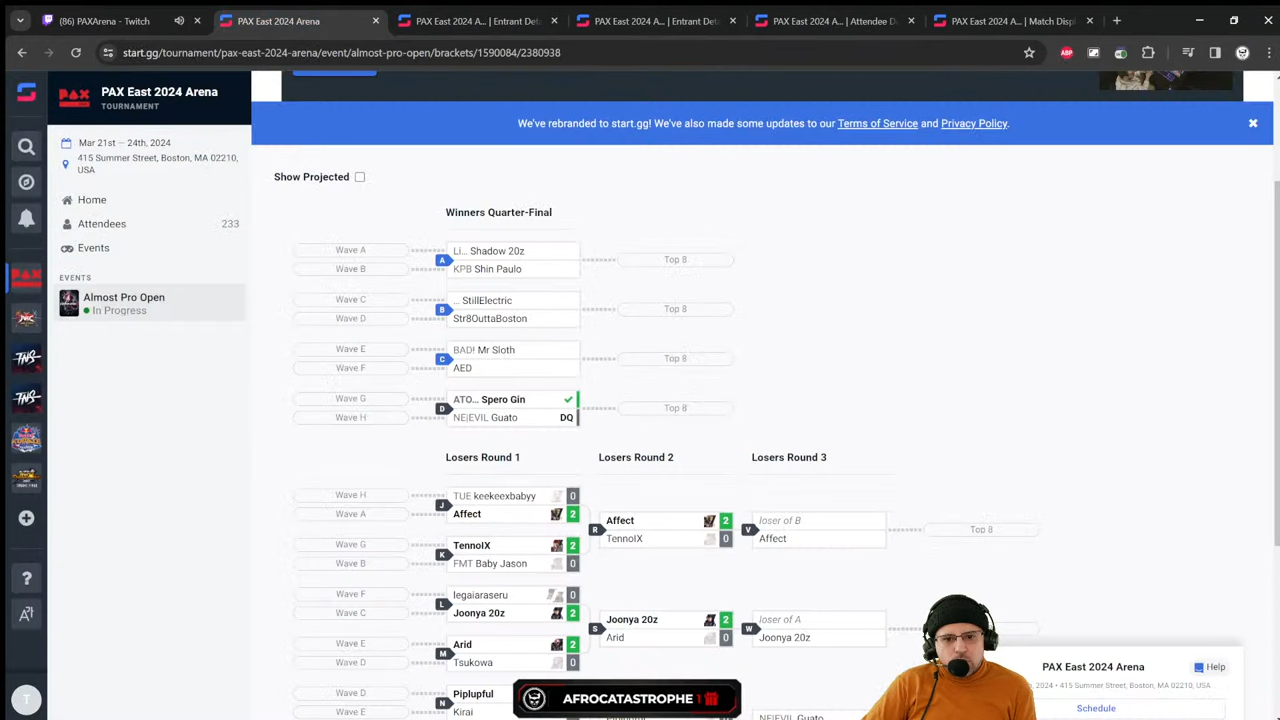 (86) PAXArena - Twitch
PAX East 2024 Arena
PAX East 2024 A... | Entrant Det
PAX East 2024 A... | Entrant Det
PAX East 2024 A... | Attendee D
PAX East 2024 A... | Match Displ
start.gg/tournament/pax-east-2024-arena/event/almost-pro-open/brackets/1590084/2380938
ABP
PAX
PAX East 2024 Arena
TOURNAMENT
Mar 21st — 24th, 2024
415 Summer Street, Boston, MA 02210,
USA
Home
Attendees 233
Events
EVENTS
Almost Pro Open
In Progress
PAX
TNS
TNS
T
We've rebranded to start.gg! We've also made some updates to our Terms of Service and Privacy Policy.
Show Projected
Winners Quarter-Final
Wave A
Wave B
A
Li... Shadow 20z
KPB Shin Paulo
Top 8
Wave C
Wave D
B
... StillElectric
Str8OuttaBoston
Top 8
Wave E
Wave F
C
BAD! Mr Sloth
AED
Top 8
Wave G
Wave H
D
ATO... Spero Gin
NE|EVIL Guato DQ
Top 8
Losers Round 1
Losers Round 2
Losers Round 3
Wave H
Wave A
J
TUE keekeexbabyy 0
Affect 2
Wave G
Wave B
K
TennoIX 2
FMT Baby Jason 0
R
Affect 2
TennoIX 0
V
loser of B
Affect
Top 8
Wave F
Wave C
L
legaiaraseru 0
Joonya 20z 2
Wave E
Wave D
M
Arid 2
Tsukowa 0
S
Joonya 20z 2
Arid 0
W
loser of A
Joonya 20z
Wave D
Wave E
N
Piplupful
Kirai
NE|EVIL Guato
AFROCATASTROPHE 1
PAX East 2024 Arena
Help
2024 • 415 Summer Street, Boston, MA 02210, USA
Schedule